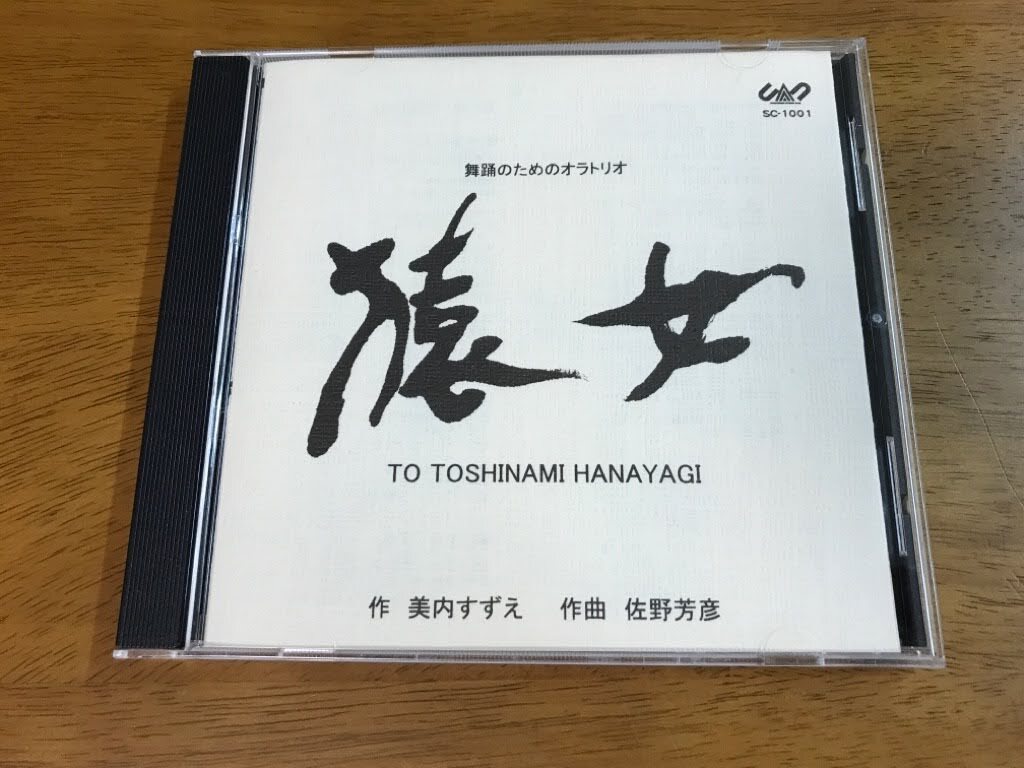 SC-1001
舞踊のためのオラトリオ
猿女
TO TOSHINAMI HANAYAGI
作 美内すずえ 作曲 佐野芳彦